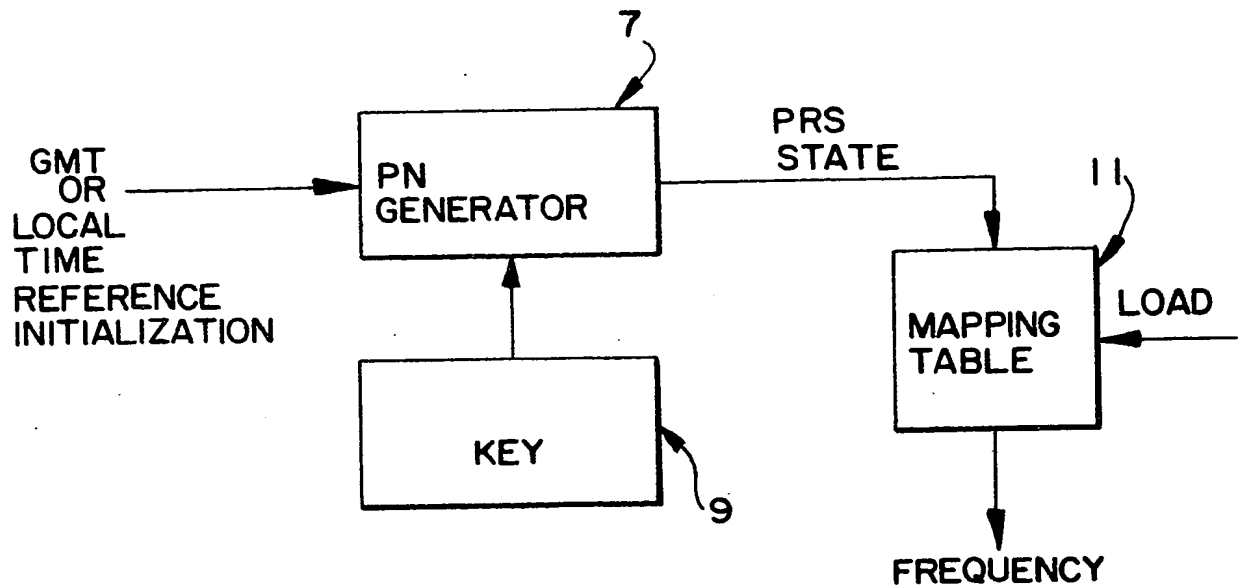 7
PRS
STATE
11
GMT
OR
LOCAL
TIME
REFERENCE
INITIALIZATION
PN
GENERATOR
LOAD
MAPPING
TABLE
KEY
9
FREQUENCY